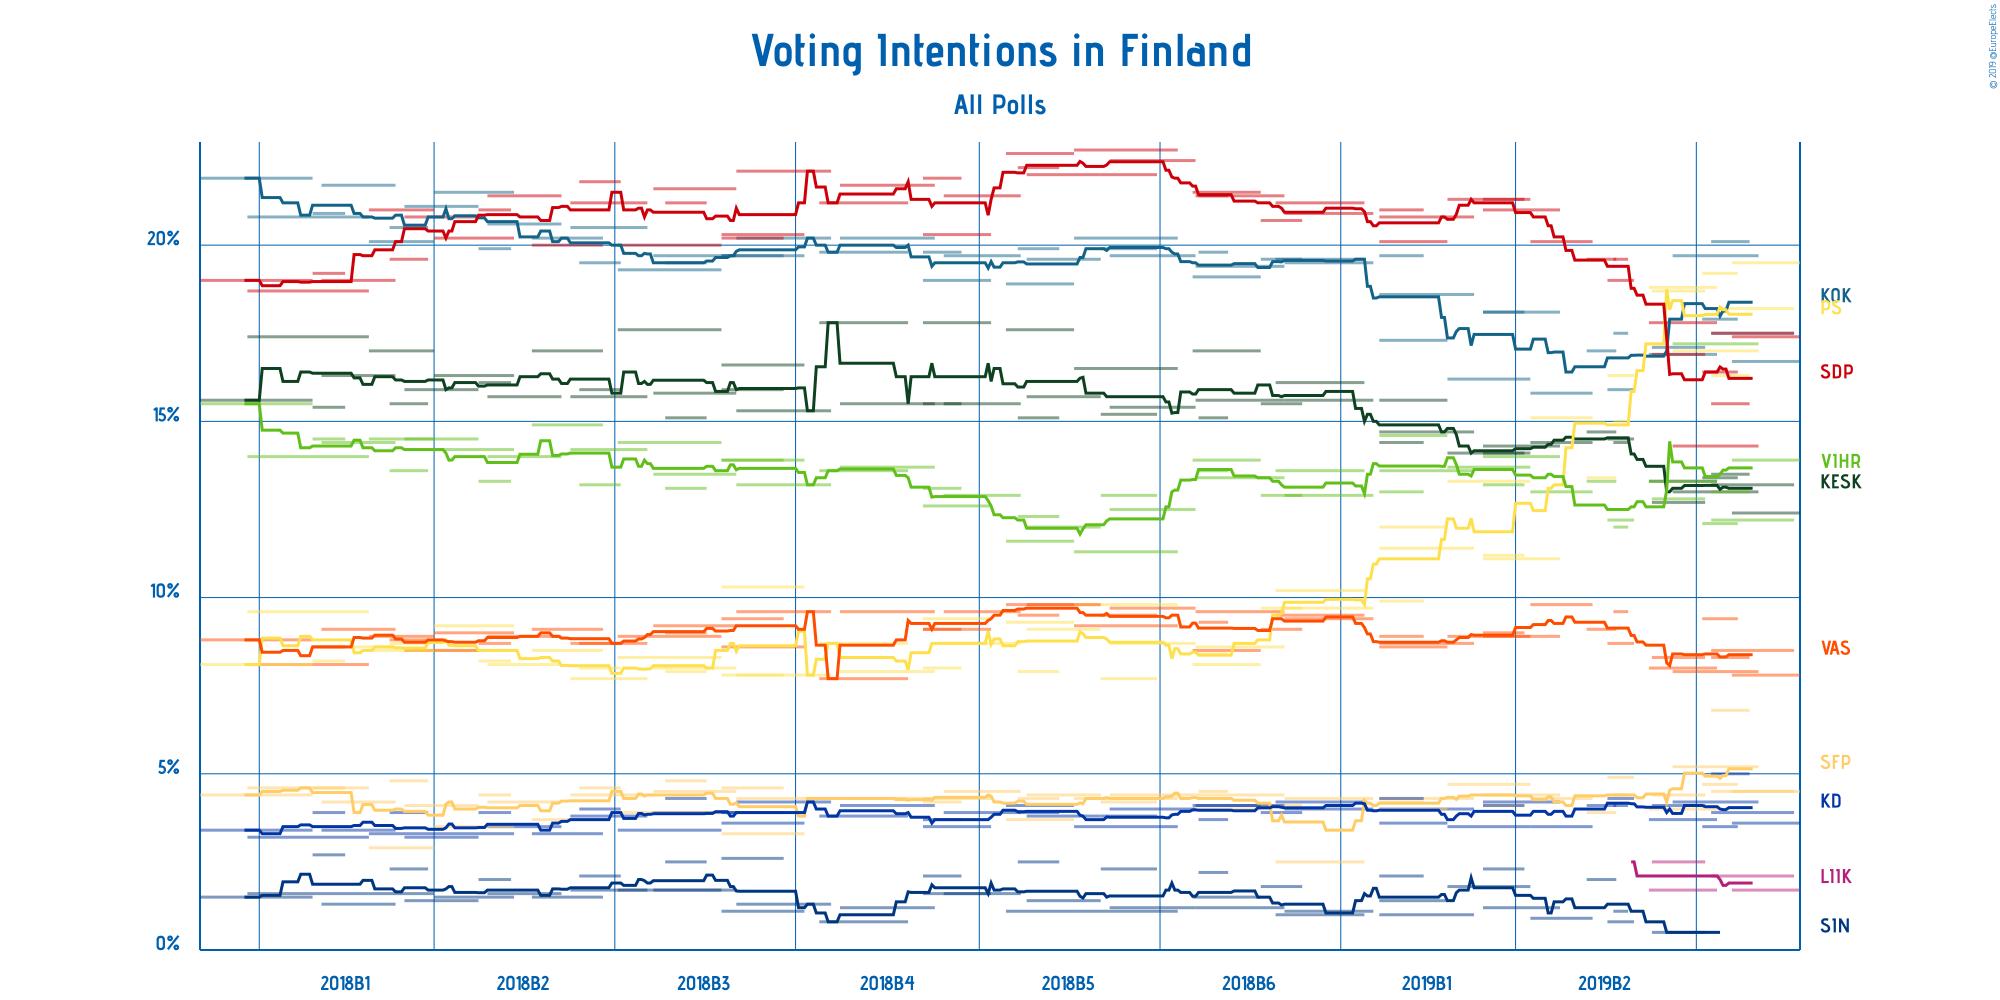 Voting Intentions in Finland
All Polls
© 2019 @EuropeElects
20%
15%
10%
5%
0%
KOK
PS
SDP
VIHR
KESK
VAS
SFP
KD
LIIK
SIN
2018B1 2018B2 2018B3 2018B4 2018B5 2018B6 2019B1 2019B2